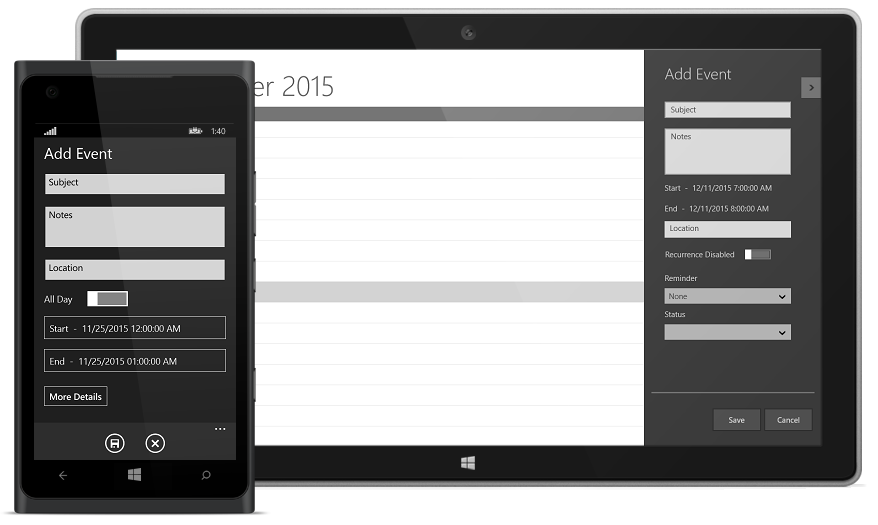 1:40
Add Event
Subject
Notes
Location
All Day
Start - 11/25/2015 12:00:00 AM
End - 11/25/2015 01:00:00 AM
More Details
...
er 2015
Add Event
Subject
Notes
Start - 12/11/2015 7:00:00 AM
End - 12/11/2015 8:00:00 AM
Location
Recurrence Disabled
Reminder
None
Status
Save
Cancel